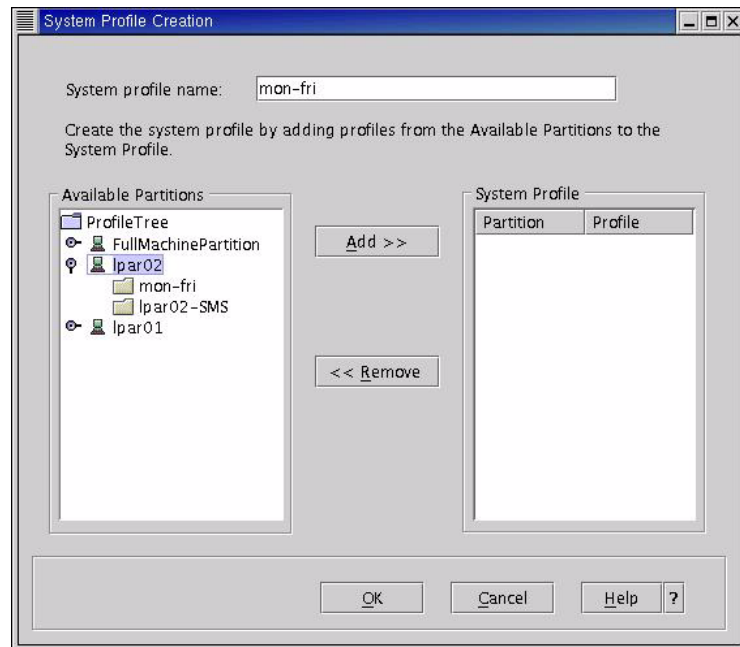 System Profile Creation
System profile name: mon-fri
Create the system profile by adding profiles from the Available Partitions to the
System Profile.
Available Partitions
ProfileTree
FullMachinePartition
lpar02
mon-fri
lpar02-SMS
lpar01
Add >>
<< Remove
System Profile
Partition Profile
OK Cancel Help ?